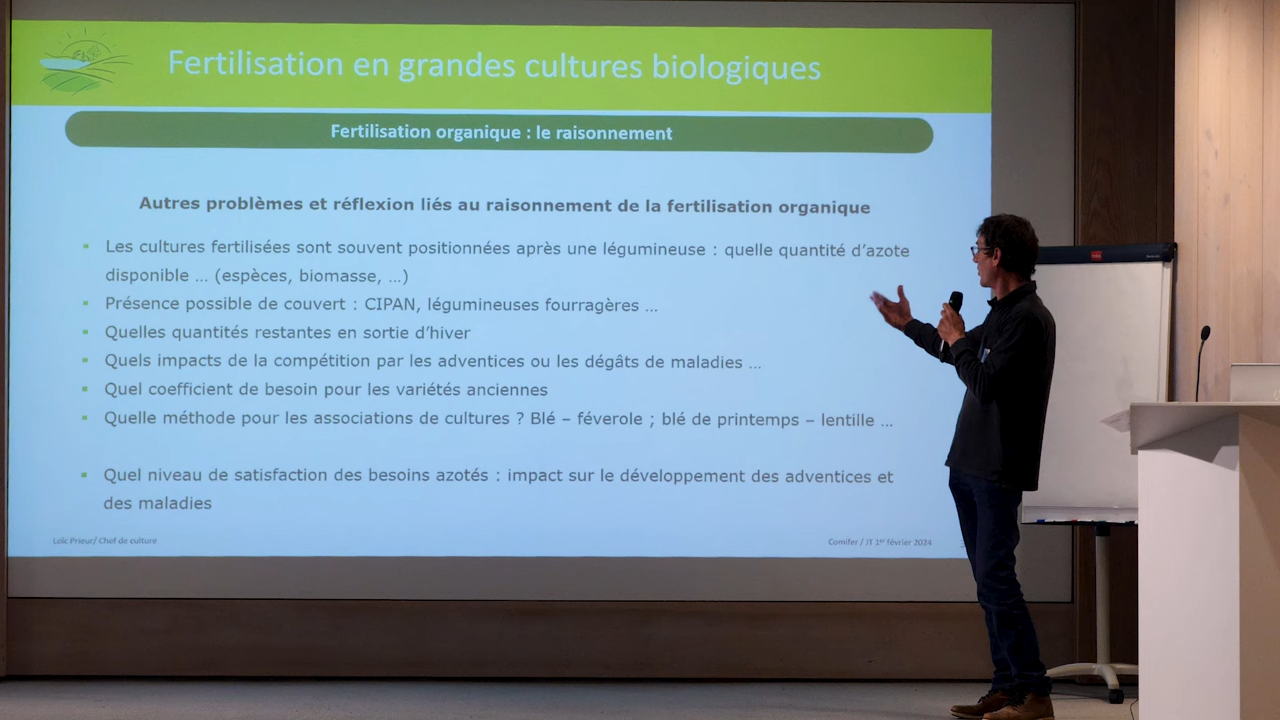 Fertilisation en grandes cultures biologiques
Fertilisation organique : le raisonnement
Autres problèmes et réflexion liés au raisonnement de la fertilisation organique
▪ Les cultures fertilisées sont souvent positionnées après une légumineuse : quelle quantité d'azote
disponible … (espèces, biomasse, …)
▪ Présence possible de couvert : CIPAN, légumineuses fourragères …
▪ Quelles quantités restantes en sortie d'hiver
▪ Quels impacts de la compétition par les adventices ou les dégâts de maladies …
▪ Quel coefficient de besoin pour les variétés anciennes
▪ Quelle méthode pour les associations de cultures ? Blé – féverole ; blé de printemps – lentille …
▪ Quel niveau de satisfaction des besoins azotés : impact sur le développement des adventices et
des maladies
Loïc Prieur/ Chef de culture
Comifer / JT 1er février 2024